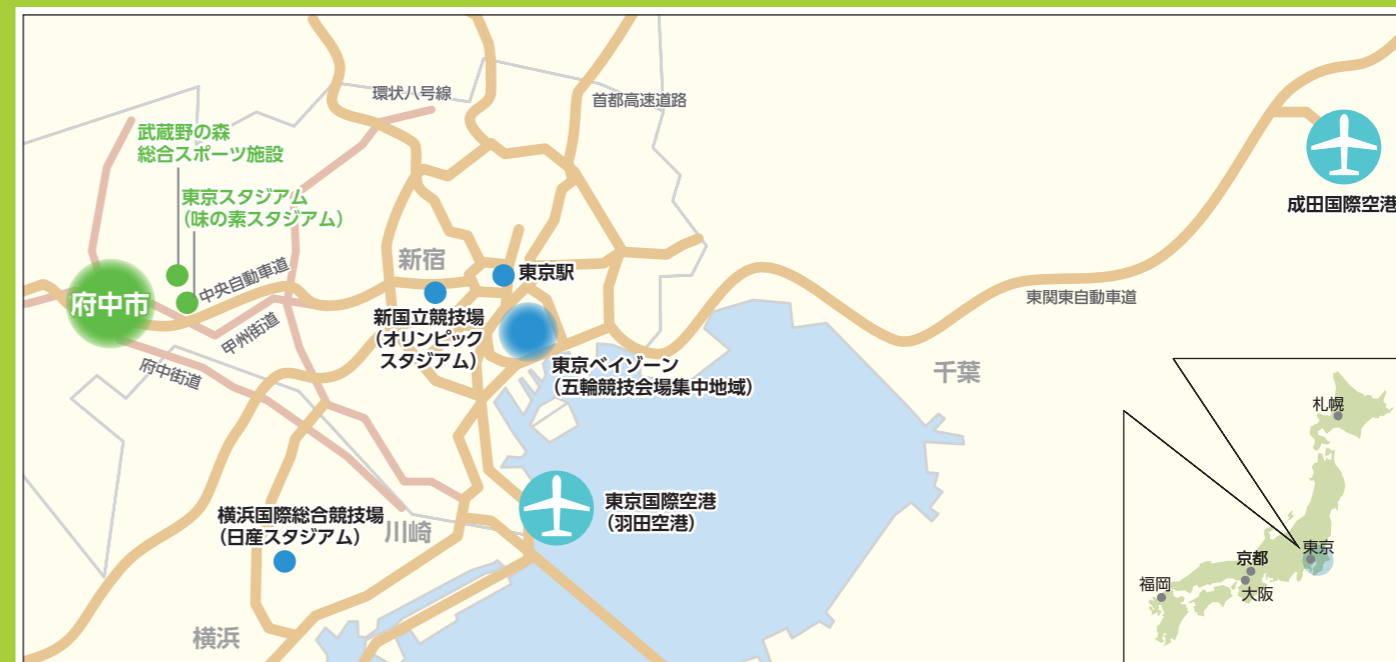 環状八号線
首都高速道路
武蔵野の森
総合スポーツ施設
東京スタジアム
（味の素スタジアム）
成田国際空港
新宿
東京駅
中央自動車道
府中市
東関東自動車道
新国立競技場
（オリンピック
スタジアム）
甲州街道
府中街道
東京ベイゾーン
（五輪競技会場集中地域）
千葉
札幌
東京国際空港
（羽田空港）
横浜国際総合競技場
（日産スタジアム）
川崎
東京
京都
福岡
大阪
横浜